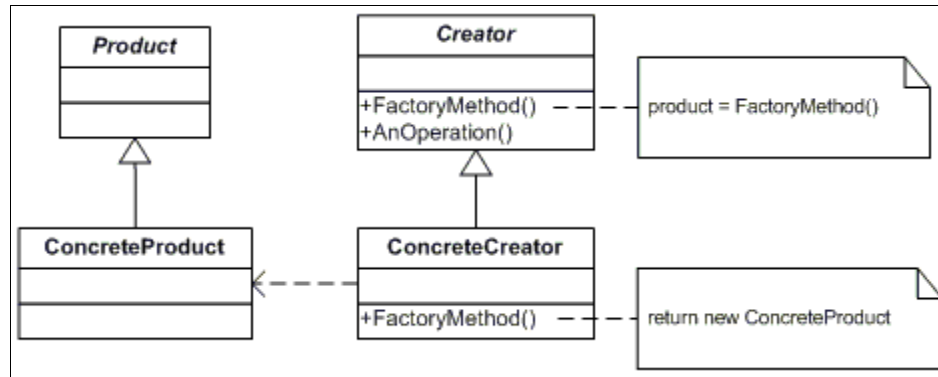 Product
Creator
+FactoryMethod()
+AnOperation()
product = FactoryMethod()
ConcreteProduct
ConcreteCreator
+FactoryMethod()
return new ConcreteProduct